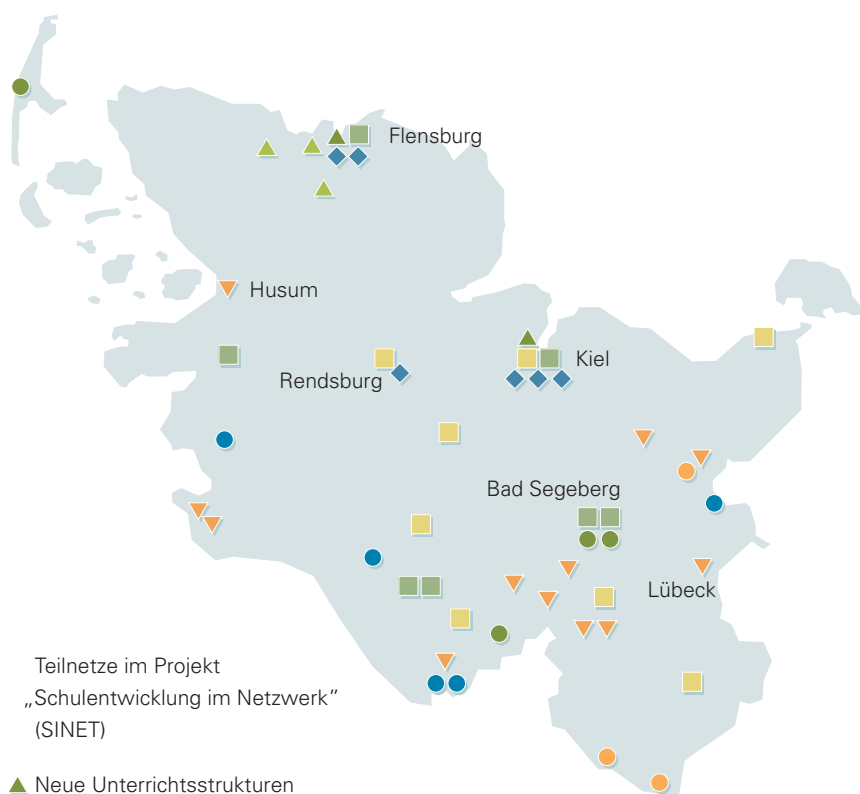 Flensburg
Husum
Rendsburg
Kiel
Bad Segeberg
Lübeck
Teilnetze im Projekt
„Schulentwicklung im Netzwerk”
(SINET)
Neue Unterrichtsstrukturen